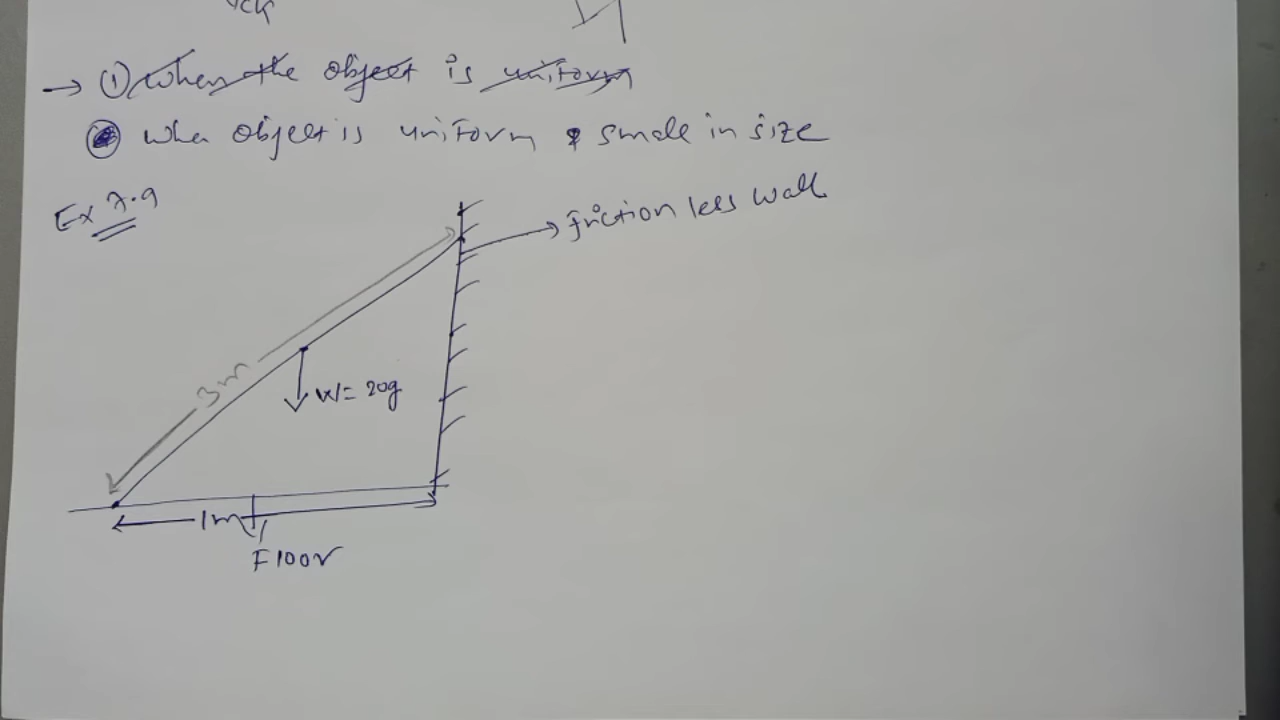 → ① When the object is uniform
when object is uniform & small in size
Ex 7.9
friction less wall
3m
W = 20g
1m